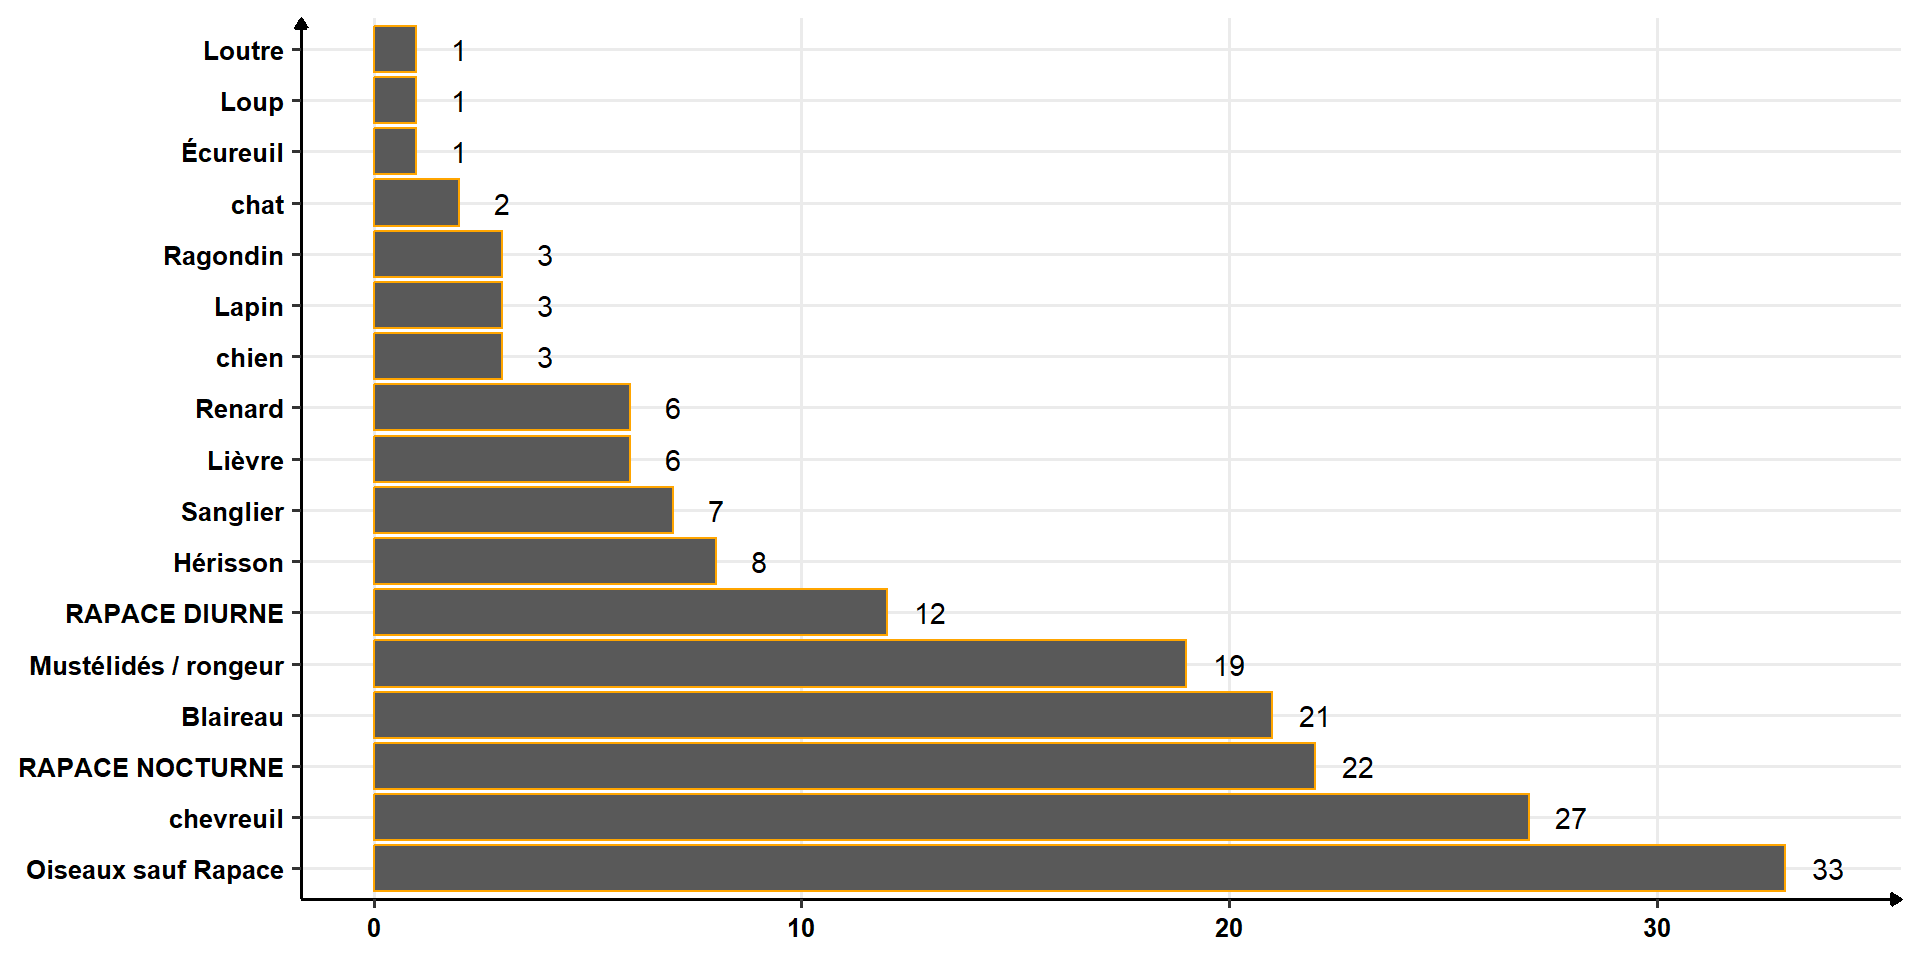 Loutre 1
Loup 1
Écureuil 1
chat 2
Ragondin 3
Lapin 3
chien 3
Renard 6
Lièvre 6
Sanglier 7
Hérisson 8
RAPACE DIURNE 12
Mustélidés / rongeur 19
Blaireau 21
RAPACE NOCTURNE 22
chevreuil 27
Oiseaux sauf Rapace 33
0 10 20 30